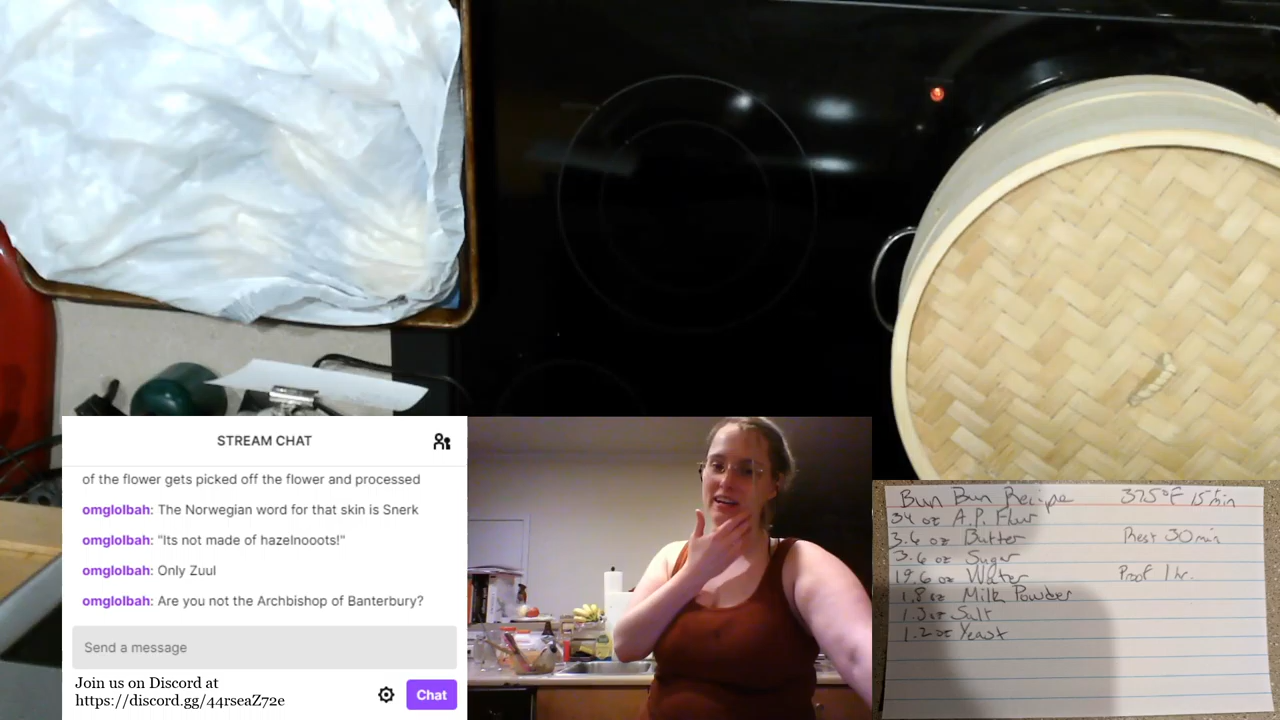 STREAM CHAT
of the flower gets picked off the flower and processed
omglolbah: The Norwegian word for that skin is Snerk
omglolbah: "Its not made of hazelnooots!"
omglolbah: Only Zuul
omglolbah: Are you not the Archbishop of Banterbury?
Send a message
Join us on Discord at
https://discord.gg/44rseaZ72e
Chat
Bun Bun Recipe 375°F 15 min
34 oz A.P. Flour
3.6 oz Butter Rest 30 min
3.6 oz Sugar
19.6 oz Water Proof 1 hr.
1.8 oz Milk Powder
1.3 oz Salt
1.2 oz Yeast